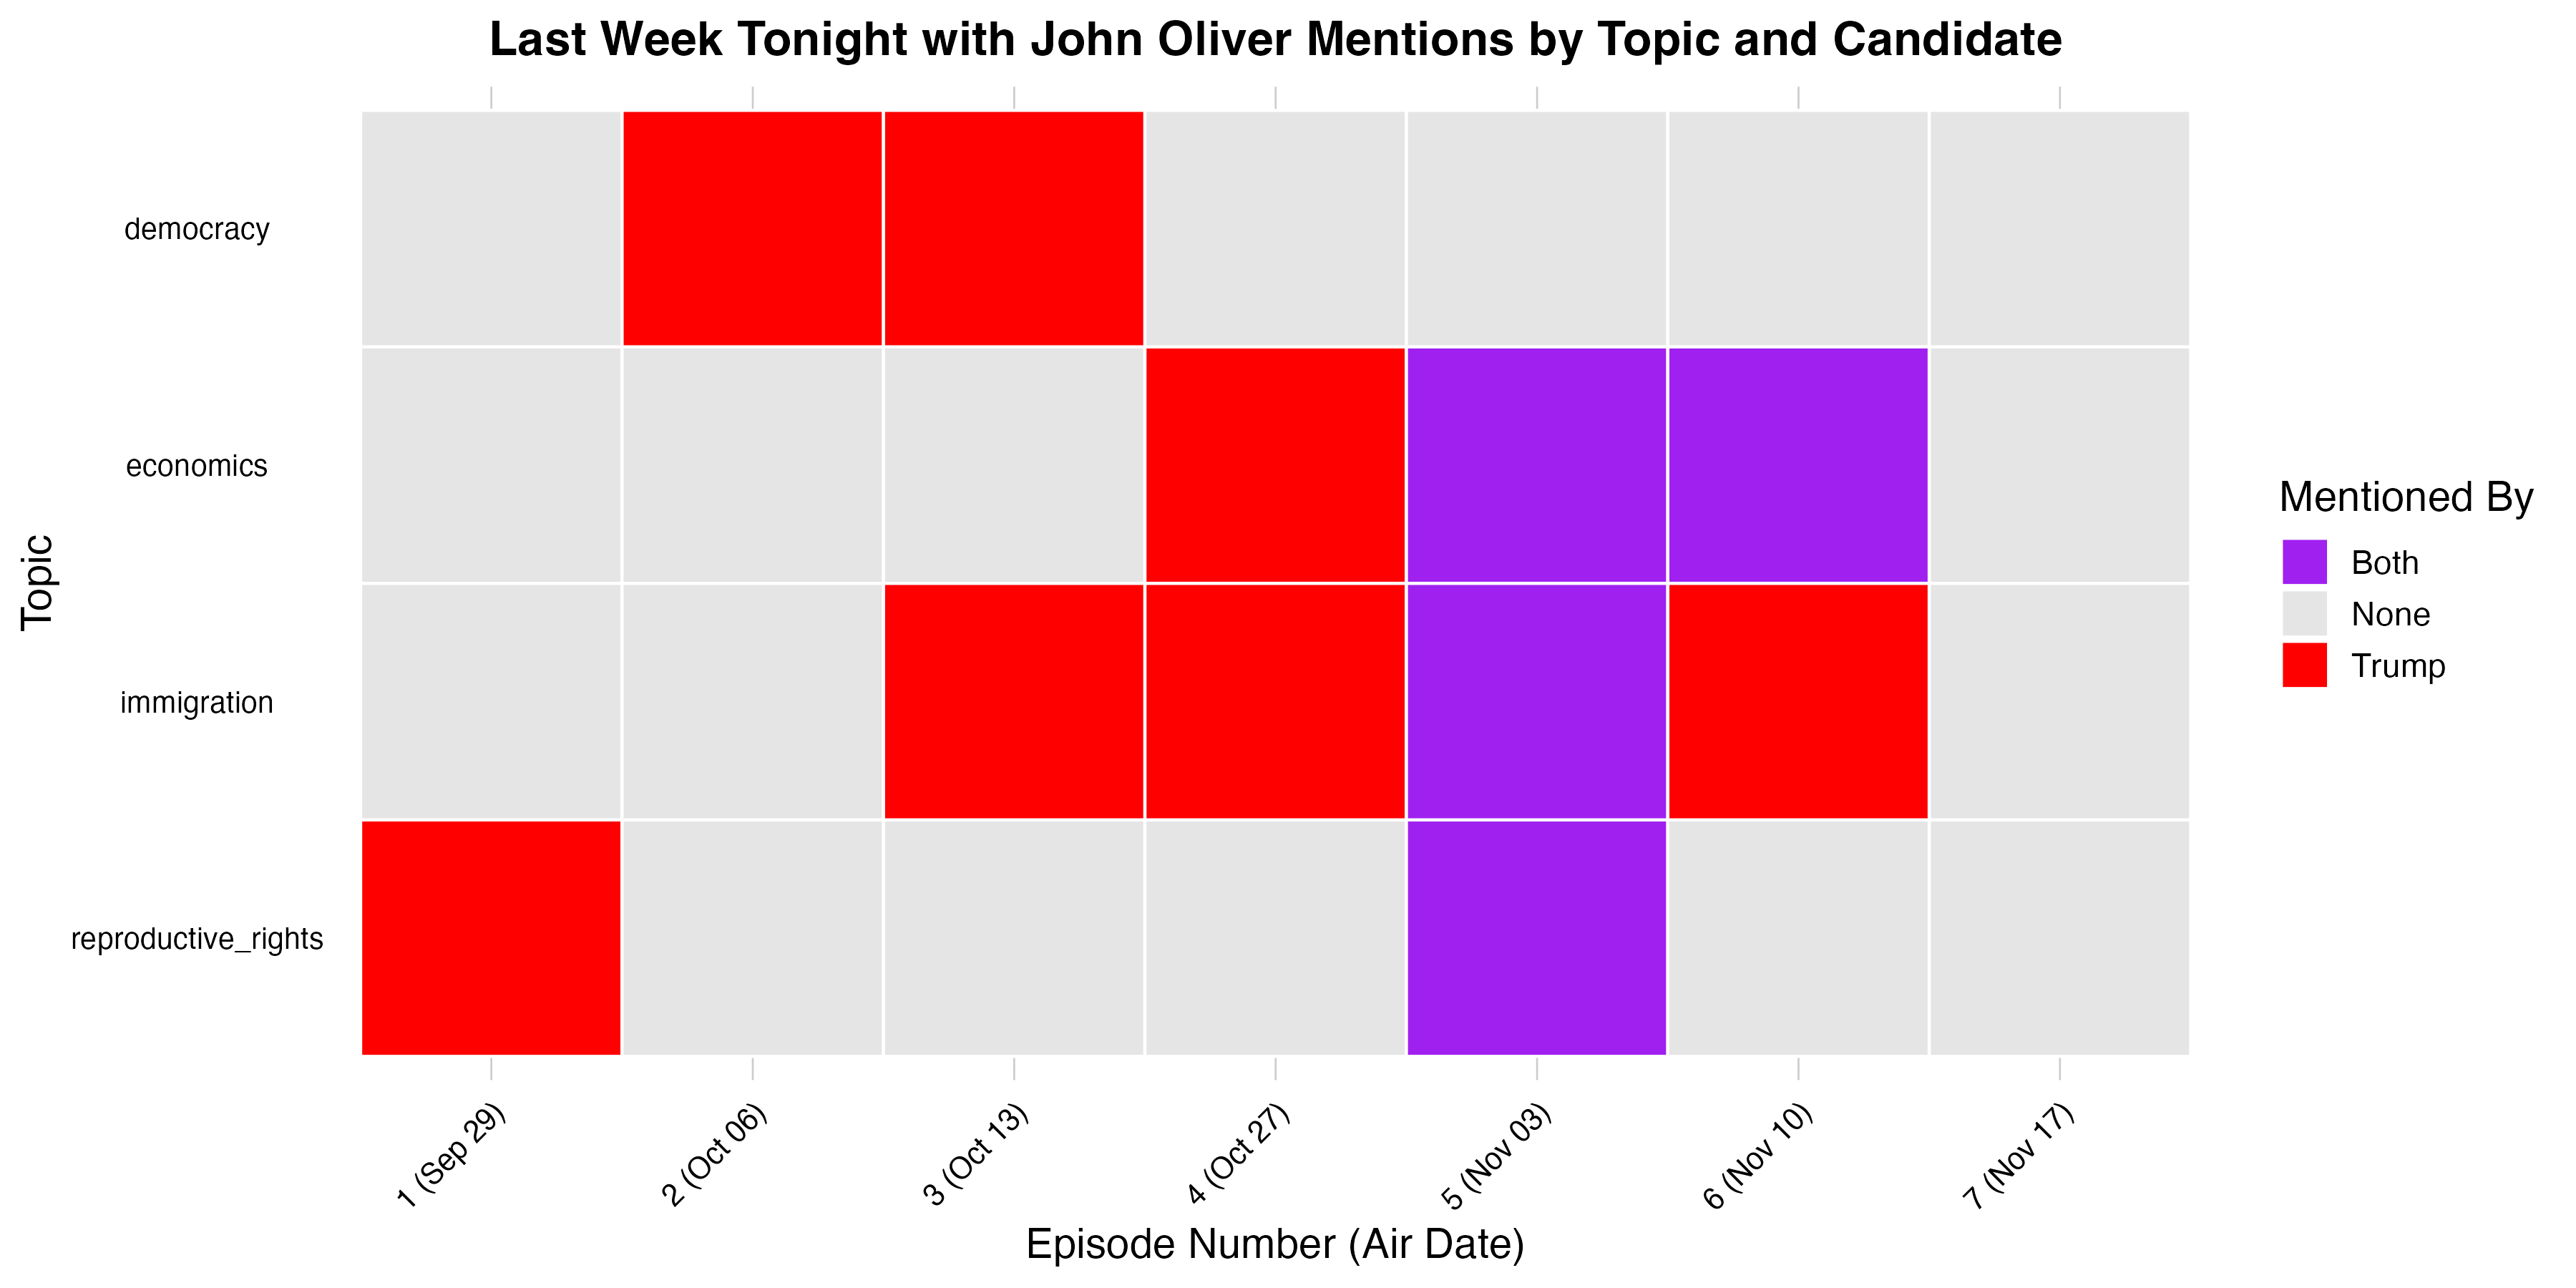 Last Week Tonight with John Oliver Mentions by Topic and Candidate
democracy
economics
immigration
reproductive_rights
Topic
1 (Sep 29)
2 (Oct 06)
3 (Oct 13)
4 (Oct 27)
5 (Nov 03)
6 (Nov 10)
7 (Nov 17)
Episode Number (Air Date)
Mentioned By
Both
None
Trump